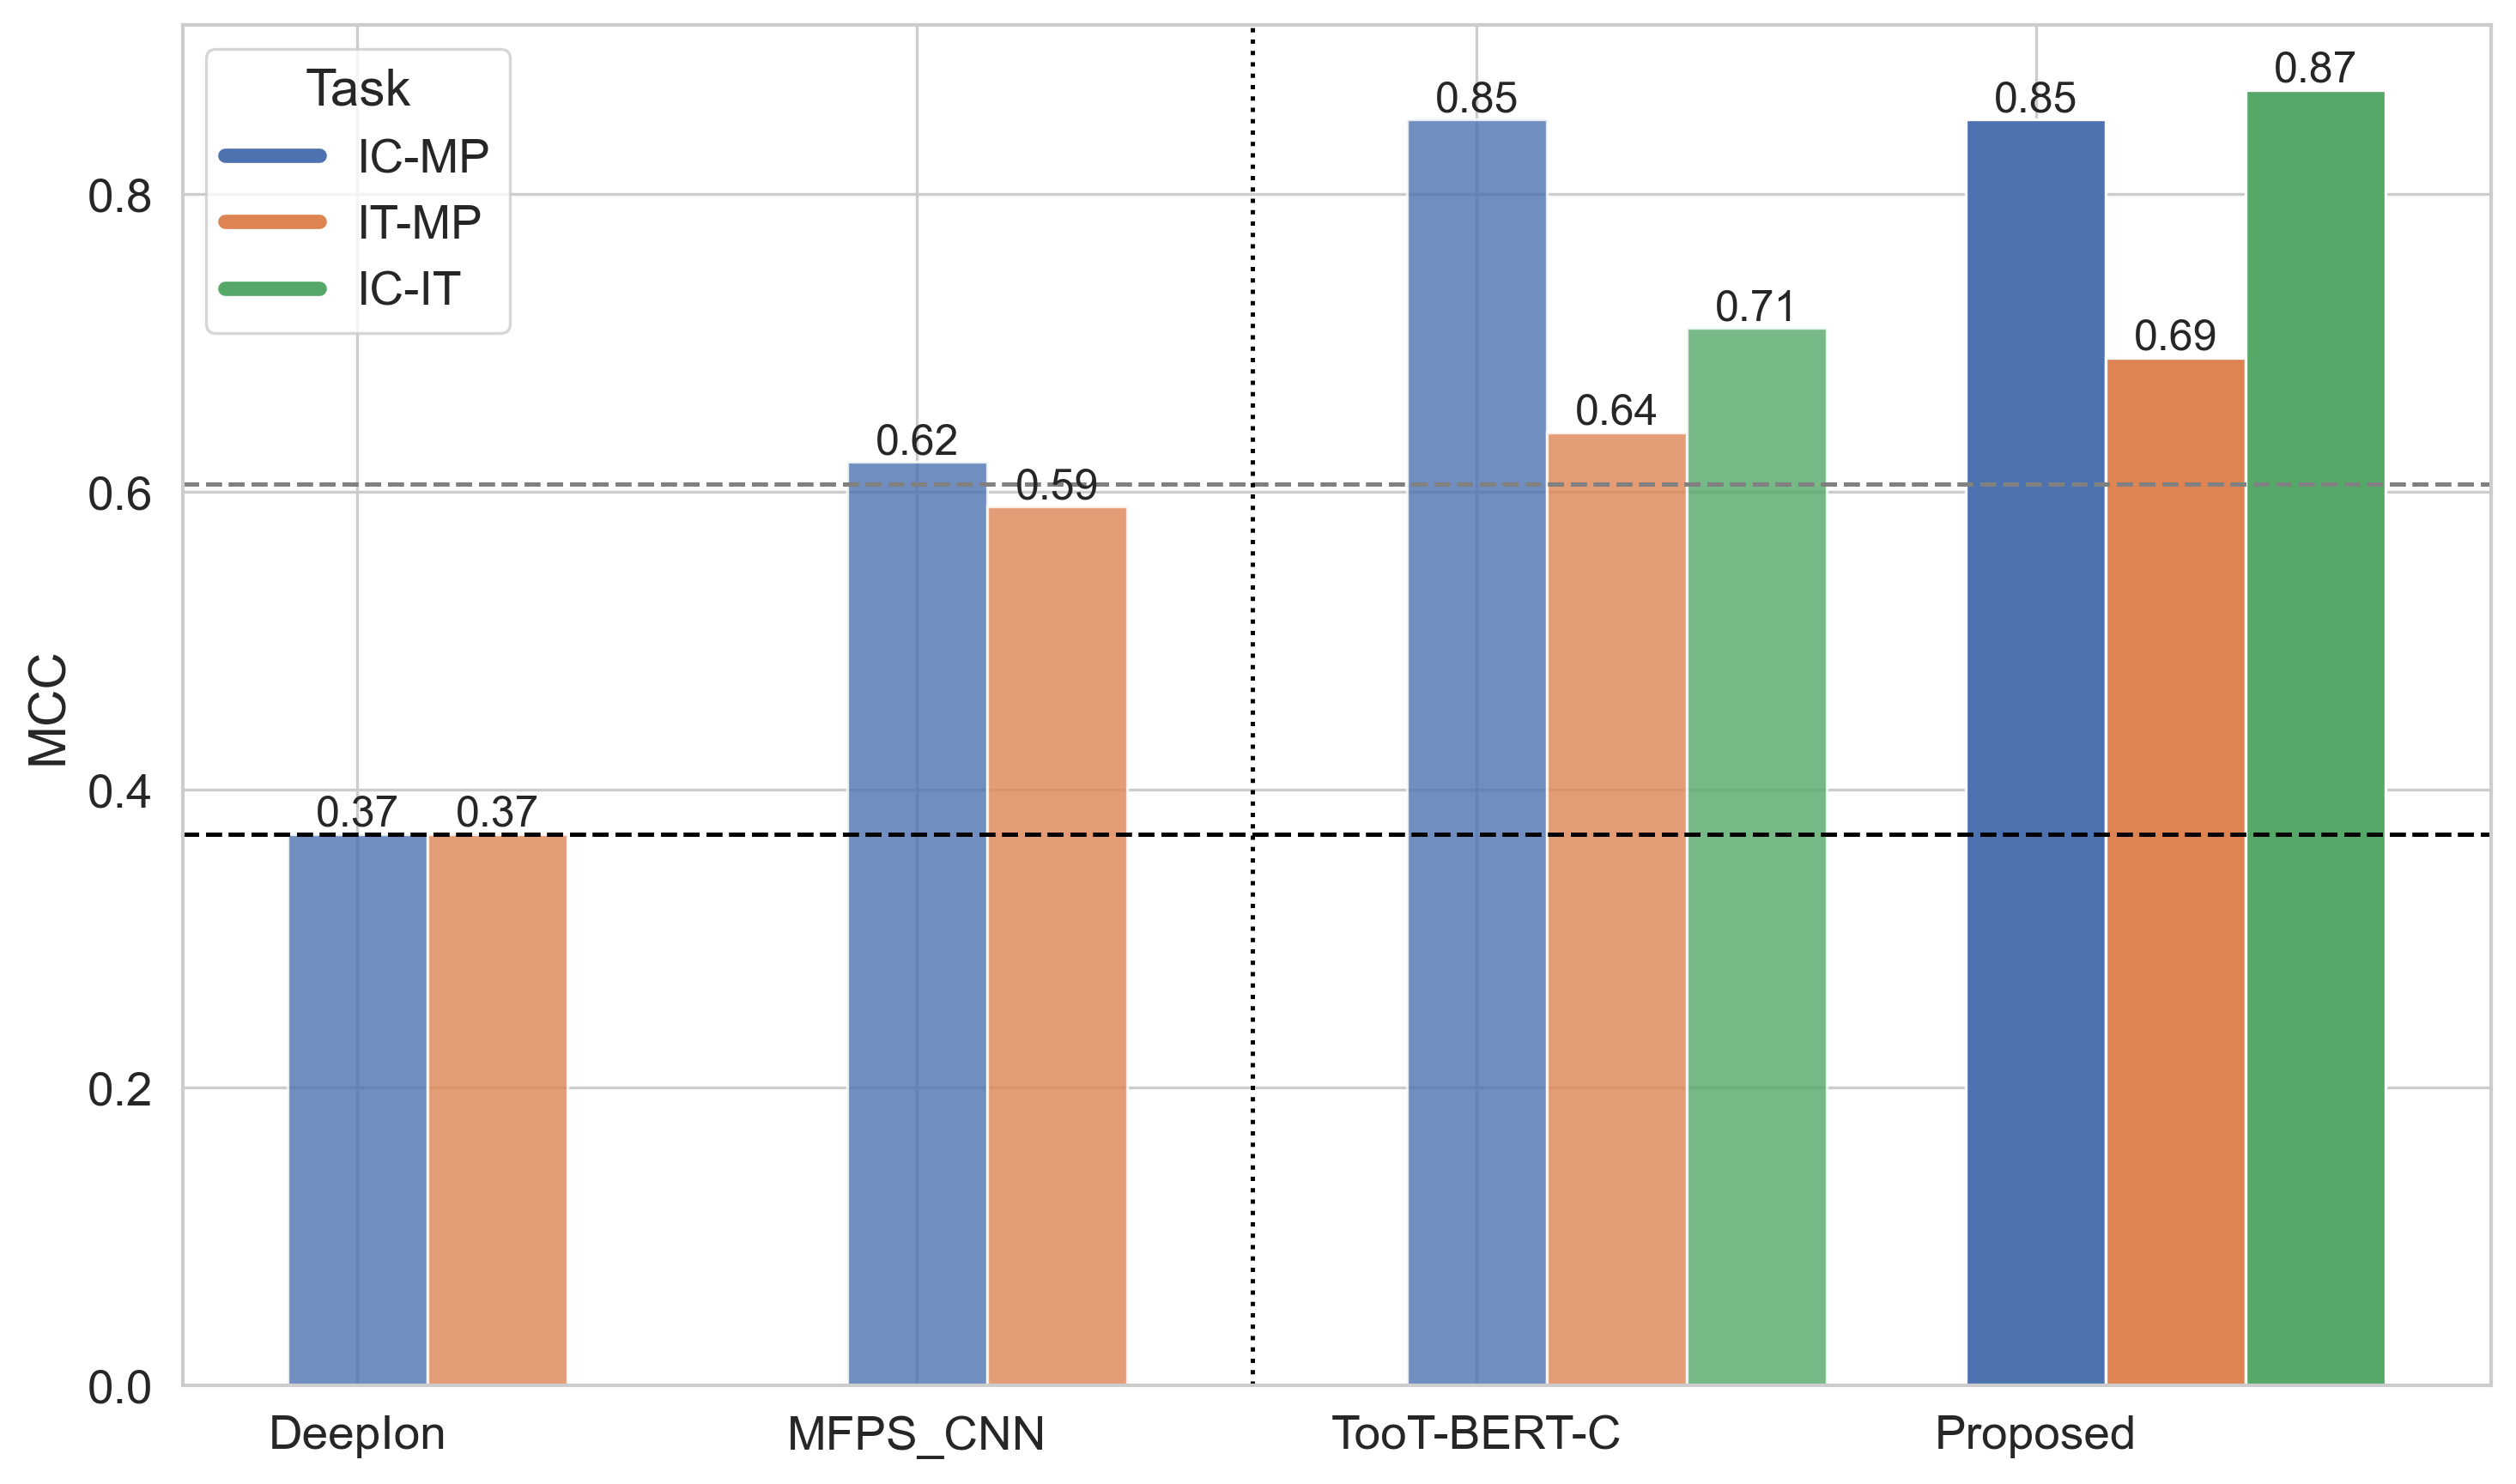 Task
IC-MP
IT-MP
IC-IT
MCC
0.8
0.6
0.4
0.2
0.0
0.37
0.37
0.62
0.59
0.85
0.64
0.71
0.85
0.69
0.87
DeepIon
MFPS_CNN
TooT-BERT-C
Proposed